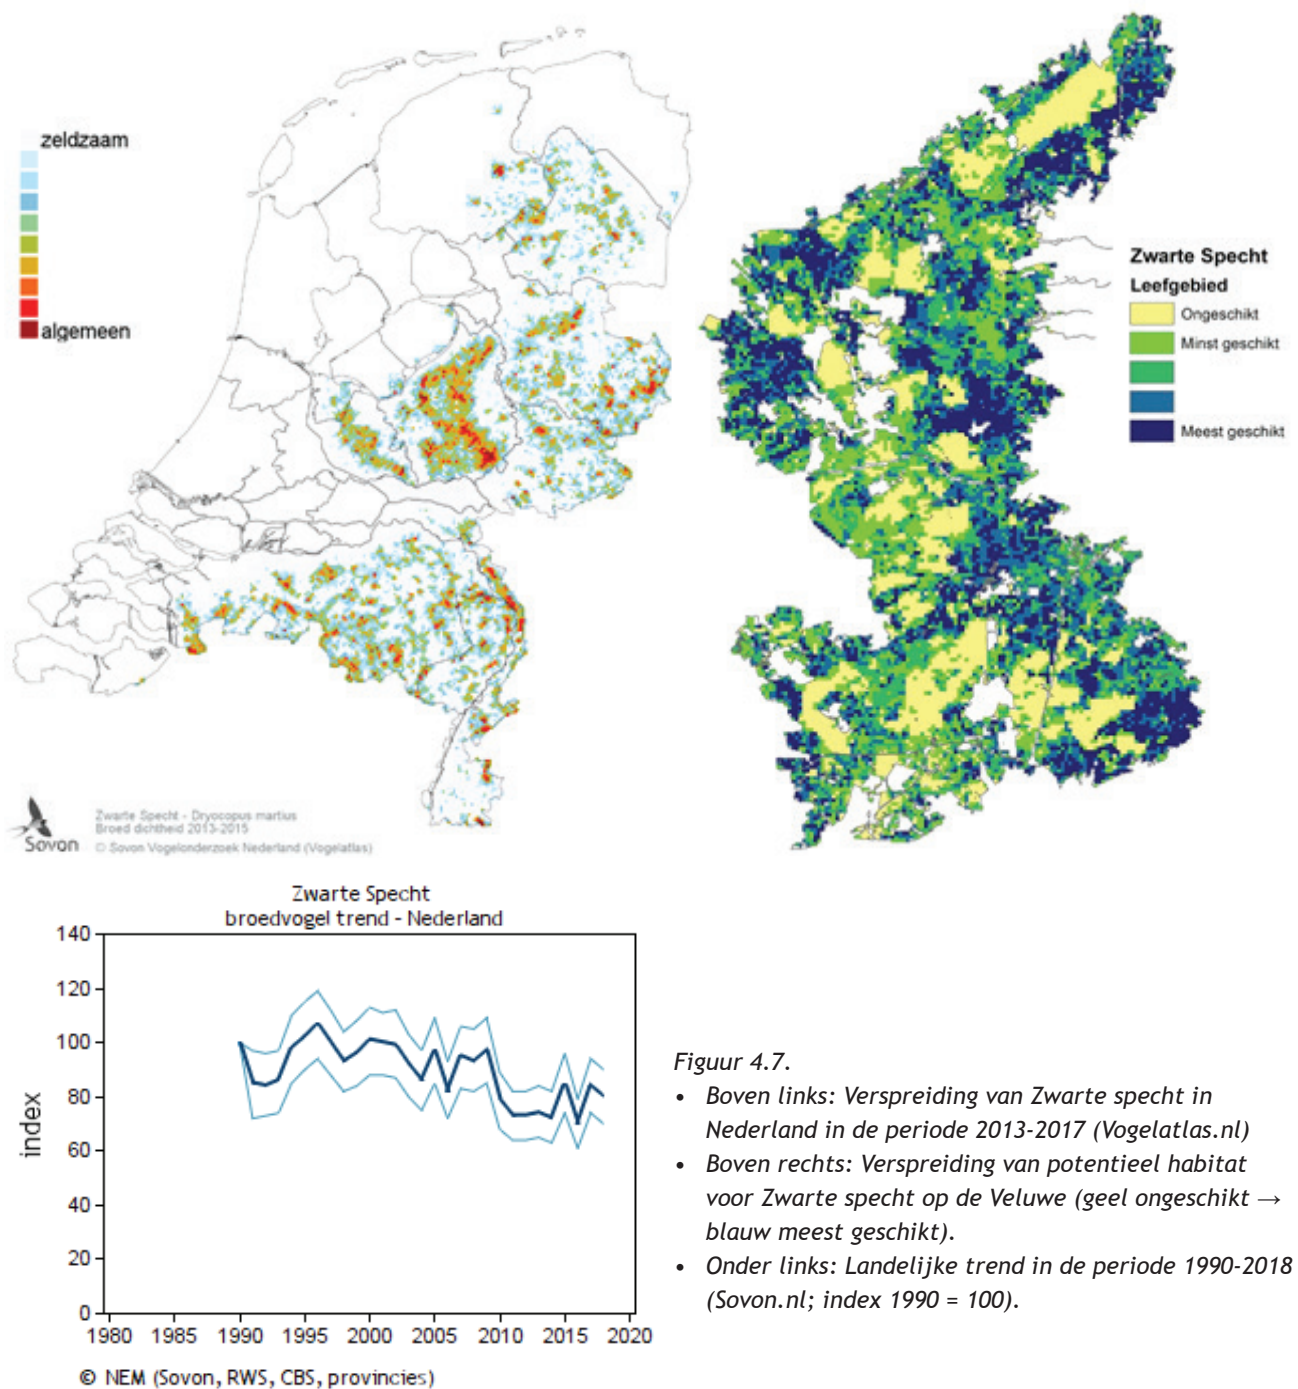 zeldzaam
algemeen
Zwarte Specht
Leefgebied
Ongeschikt
Minst geschikt
Meest geschikt
Sovon
Zwarte Specht - Dryocopus martius
Broed dichtheid 2013-2015
© Sovon Vogelonderzoek Nederland (Vogelatlas)
Zwarte Specht
broedvogel trend - Nederland
140
120
100
80
60
40
20
0
index
1980 1985 1990 1995 2000 2005 2010 2015 2020
© NEM (Sovon, RWS, CBS, provincies)
Figuur 4.7.
• Boven links: Verspreiding van Zwarte specht in
Nederland in de periode 2013-2017 (Vogelatlas.nl)
• Boven rechts: Verspreiding van potentieel habitat
voor Zwarte specht op de Veluwe (geel ongeschikt →
blauw meest geschikt).
• Onder links: Landelijke trend in de periode 1990-2018
(Sovon.nl; index 1990 = 100).